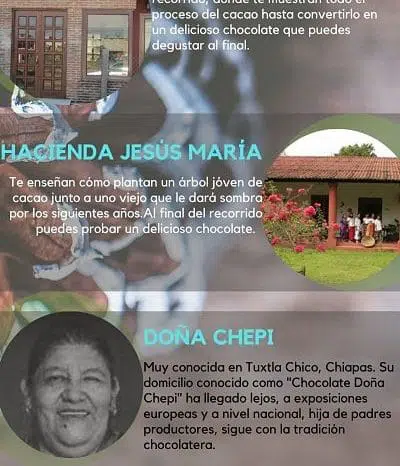 recorrido, donde te muestran todo el
proceso del cacao hasta convertirlo en
un delicioso chocolate que puedes
degustar al final.
HACIENDA JESÚS MARÍA
Te enseñan cómo plantan un árbol jóven de
cacao junto a uno viejo que le dará sombra
por los siguientes años.Al final del recorrido
puedes probar un delicioso chocolate.
DOÑA CHEPI
Muy conocida en Tuxtla Chico, Chiapas. Su
domicilio conocido como "Chocolate Doña
Chepi" ha llegado lejos, a exposiciones
europeas y a nivel nacional, hija de padres
productores, sigue con la tradición
chocolatera.